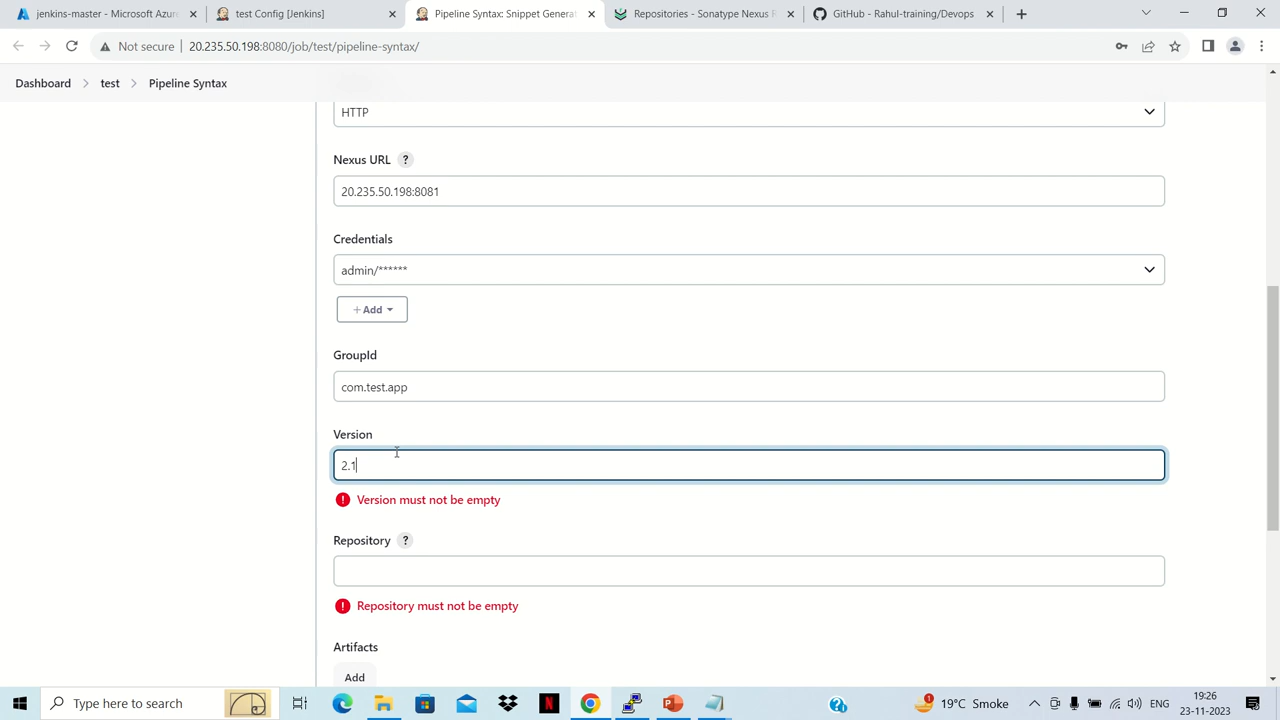 jenkins-master - Microsoft Azur
test Config [Jenkins]
Pipeline Syntax: Snippet Genera
Repositories - Sonatype Nexus R
GitHub - Rahul-training/Devops
Not secure
20.235.50.198:8080/job/test/pipeline-syntax/
Dashboard
test
Pipeline Syntax
HTTP
Nexus URL ?
20.235.50.198:8081
Credentials
admin/******
+ Add
GroupId
com.test.app
Version
2.1
! Version must not be empty
Repository ?
! Repository must not be empty
Artifacts
Add
Type here to search
19°C Smoke
ENG
19:26
23-11-2023